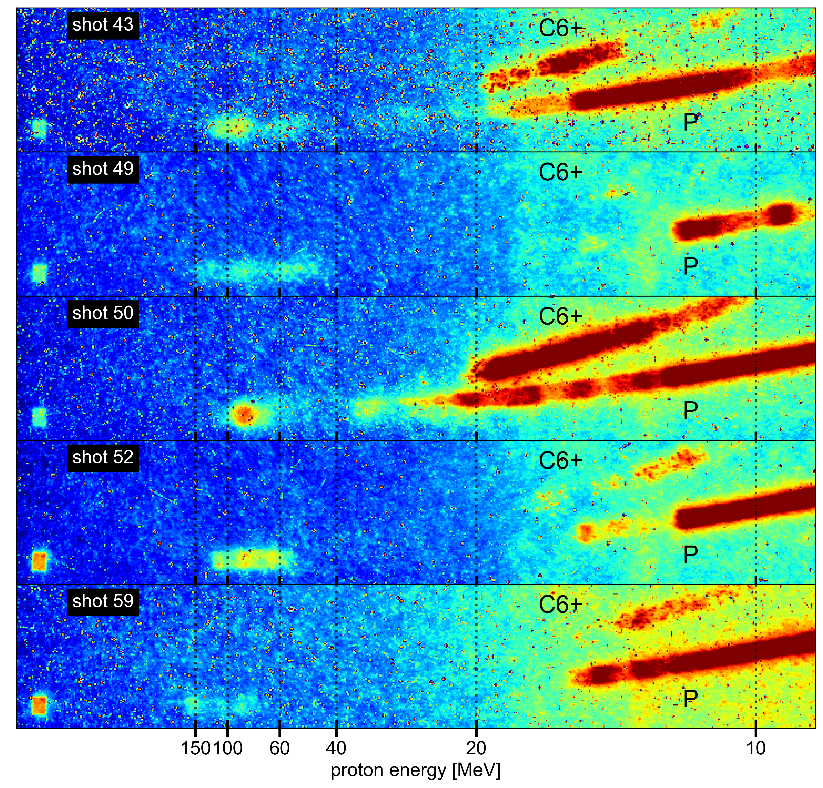 shot 43
C6+
P
shot 49
C6+
P
shot 50
C6+
P
shot 52
C6+
P
shot 59
C6+
P
150 100 60 40 20 10
proton energy [MeV]